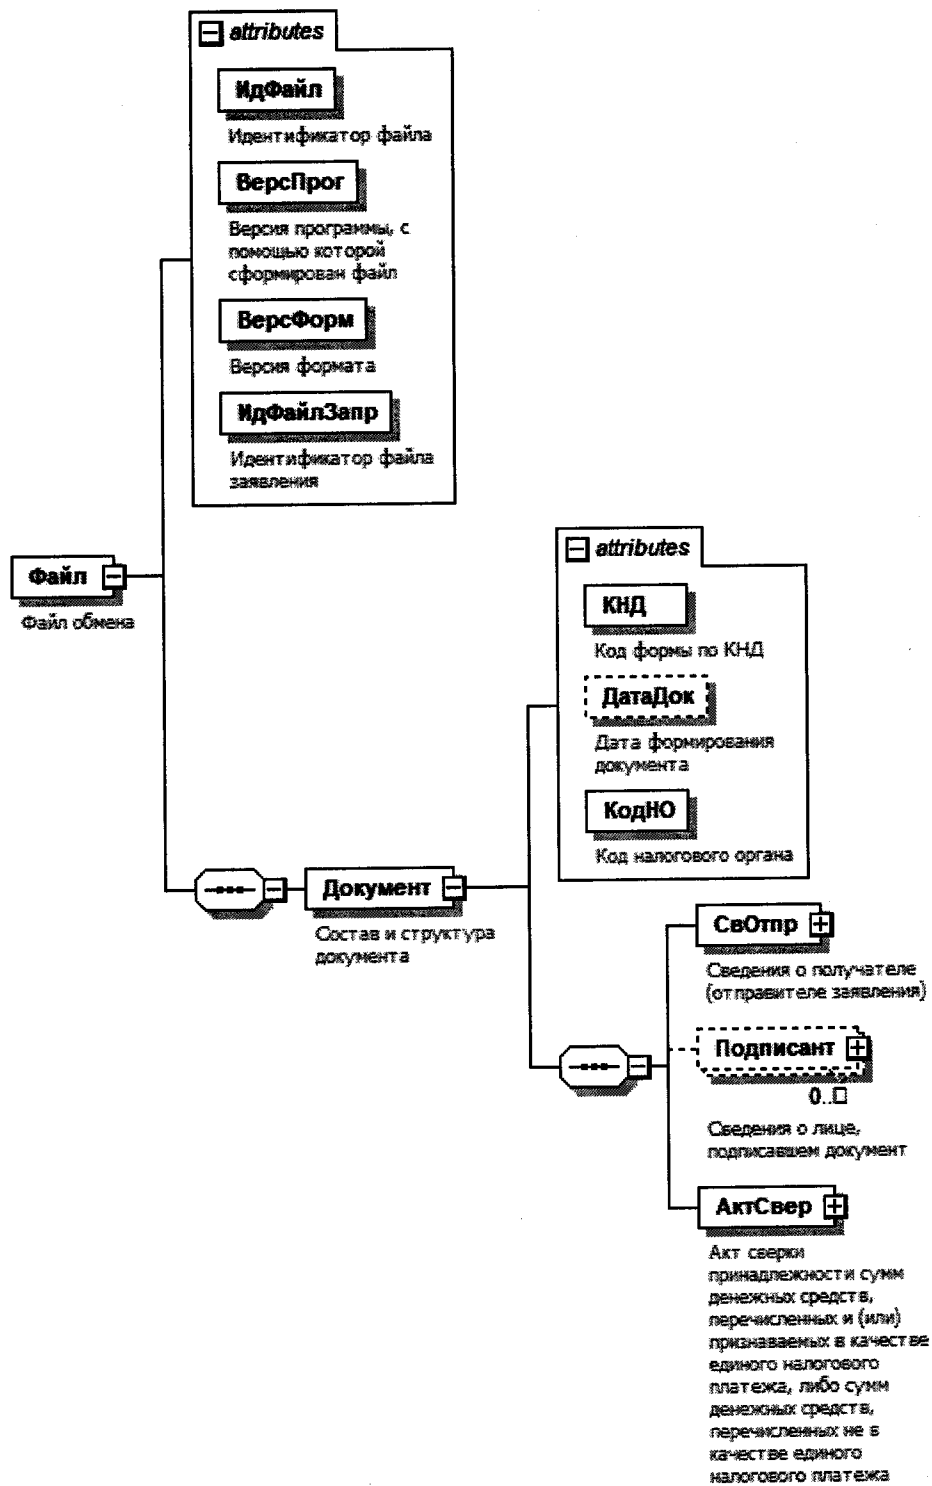 attributes
ИдФайл
Идентификатор файла
ВерсПрог
Версия программы, с
помощью которой
сформирован файл
ВерсФорм
Версия формата
ИдФайлЗапр
Идентификатор файла
заявления
Файл
Файл обмена
attributes
КНД
Код формы по КНД
ДатаДок
Дата формирования
документа
КодНО
Код налогового органа
Документ
Состав и структура
документа
СвОтпр
Сведения о получателе
(отправителе заявления)
Подписант
0..□
Сведения о лице,
подписавшем документ
АктСвер
Акт сверки
принадлежности сумм
денежных средств,
перечисленных и (или)
признаваемых в качестве
единого налогового
платежа, либо сумм
денежных средств,
перечисленных не в
качестве единого
налогового платежа